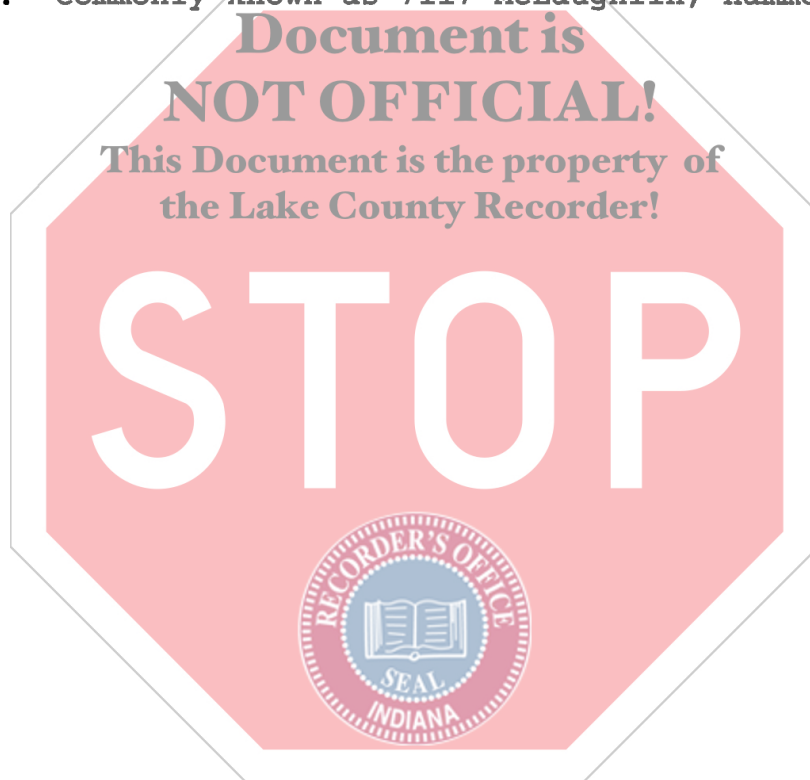 Document is
NOT OFFICIAL!
This Document is the property of
the Lake County Recorder!
STOP
RECORDER'S OFFICE
SEAL
INDIANA